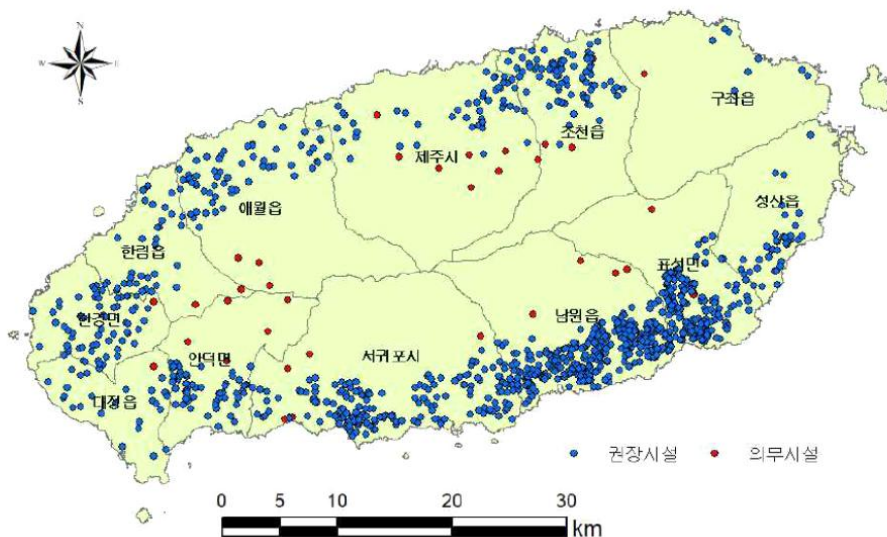 N
W E
S
구좌읍
조천읍
제주시
성산읍
애월읍
한림읍
표선면
남원읍
한경면
안덕면
서귀포시
대정읍
권장시설 의무시설
0 5 10 20 30
km